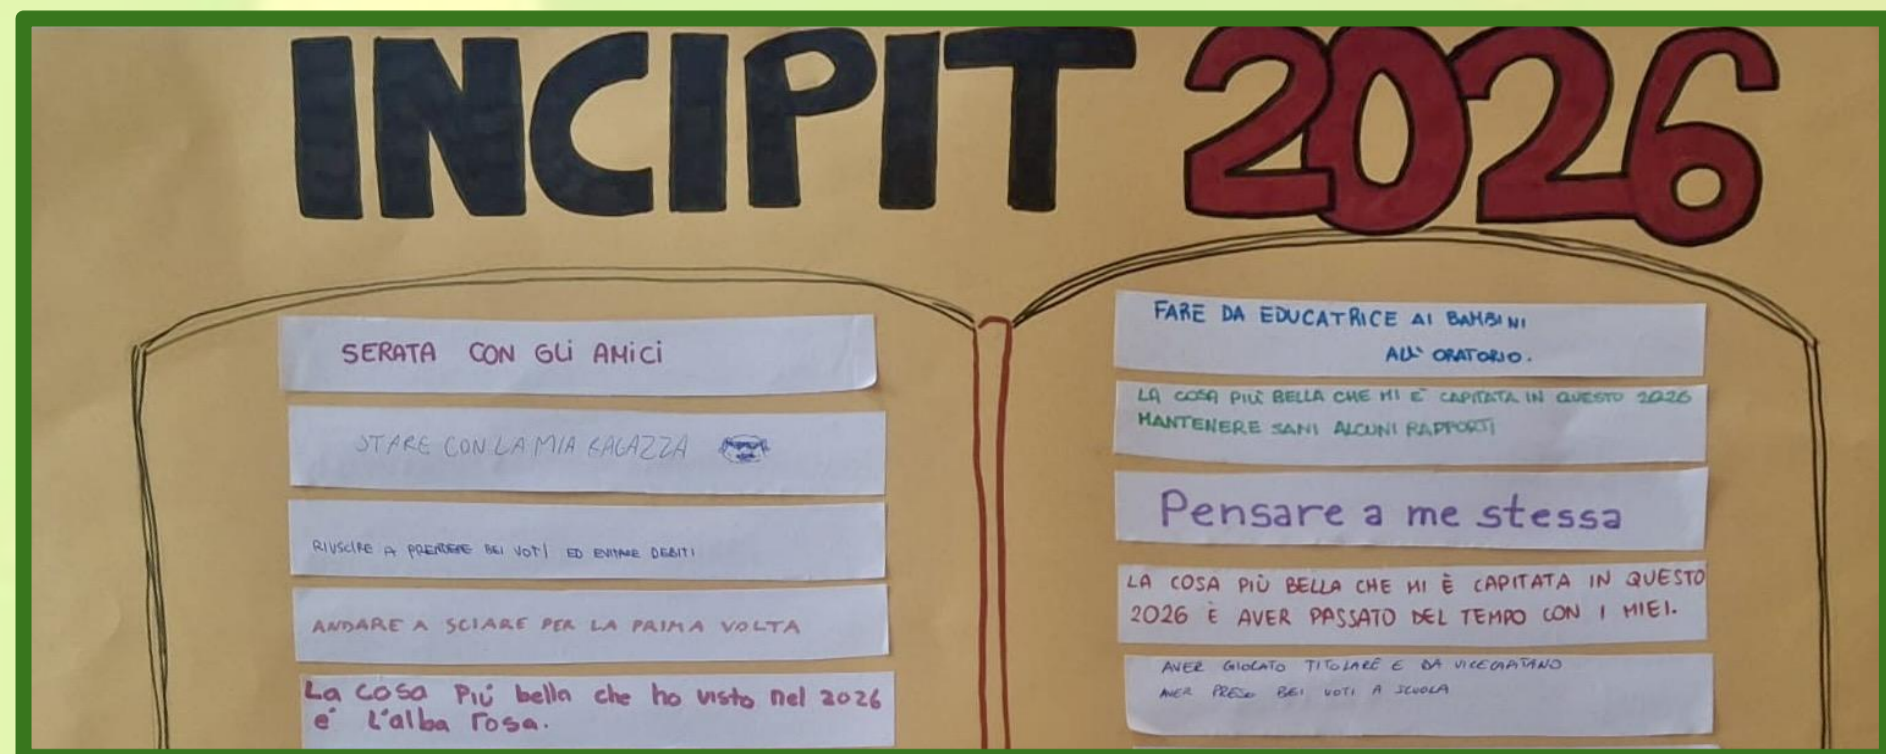 INCIPIT 2026
SERATA CON GLI AMICI
STARE CON LA MIA RAGAZZA
RIUSCIRE A PRENDERE BEI VOTI ED EVITARE DEBITI
ANDARE A SCIARE PER LA PRIMA VOLTA
La cosa più bella che ho visto nel 2026
e' l'alba rosa.
FARE DA EDUCATRICE AI BAMBINI
ALL' ORATORIO.
LA COSA PIÙ BELLA CHE MI È CAPITATA IN QUESTO 2026
MANTENERE SANI ALCUNI RAPPORTI
Pensare a me stessa
LA COSA PIÙ BELLA CHE MI È CAPITATA IN QUESTO
2026 È AVER PASSATO DEL TEMPO CON I MIEI.
AVER GIOCATO TITOLARE E DA VICECAPITANO
AVER PRESO BEI VOTI A SCUOLA